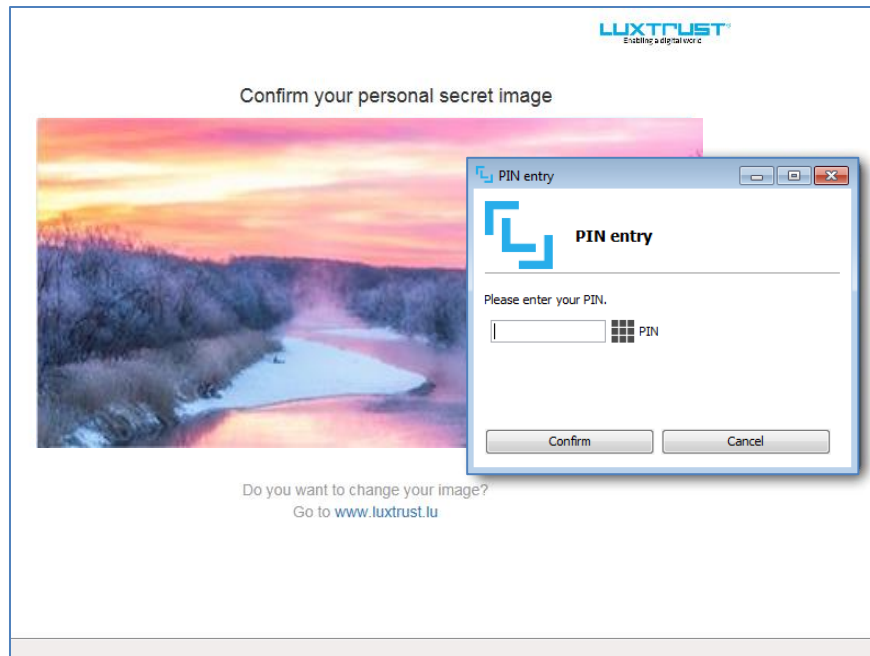 LUXTRUST
Enabling a digital world
Confirm your personal secret image
PIN entry
PIN entry
Please enter your PIN.
PIN
Confirm
Cancel
Do you want to change your image?
Go to www.luxtrust.lu